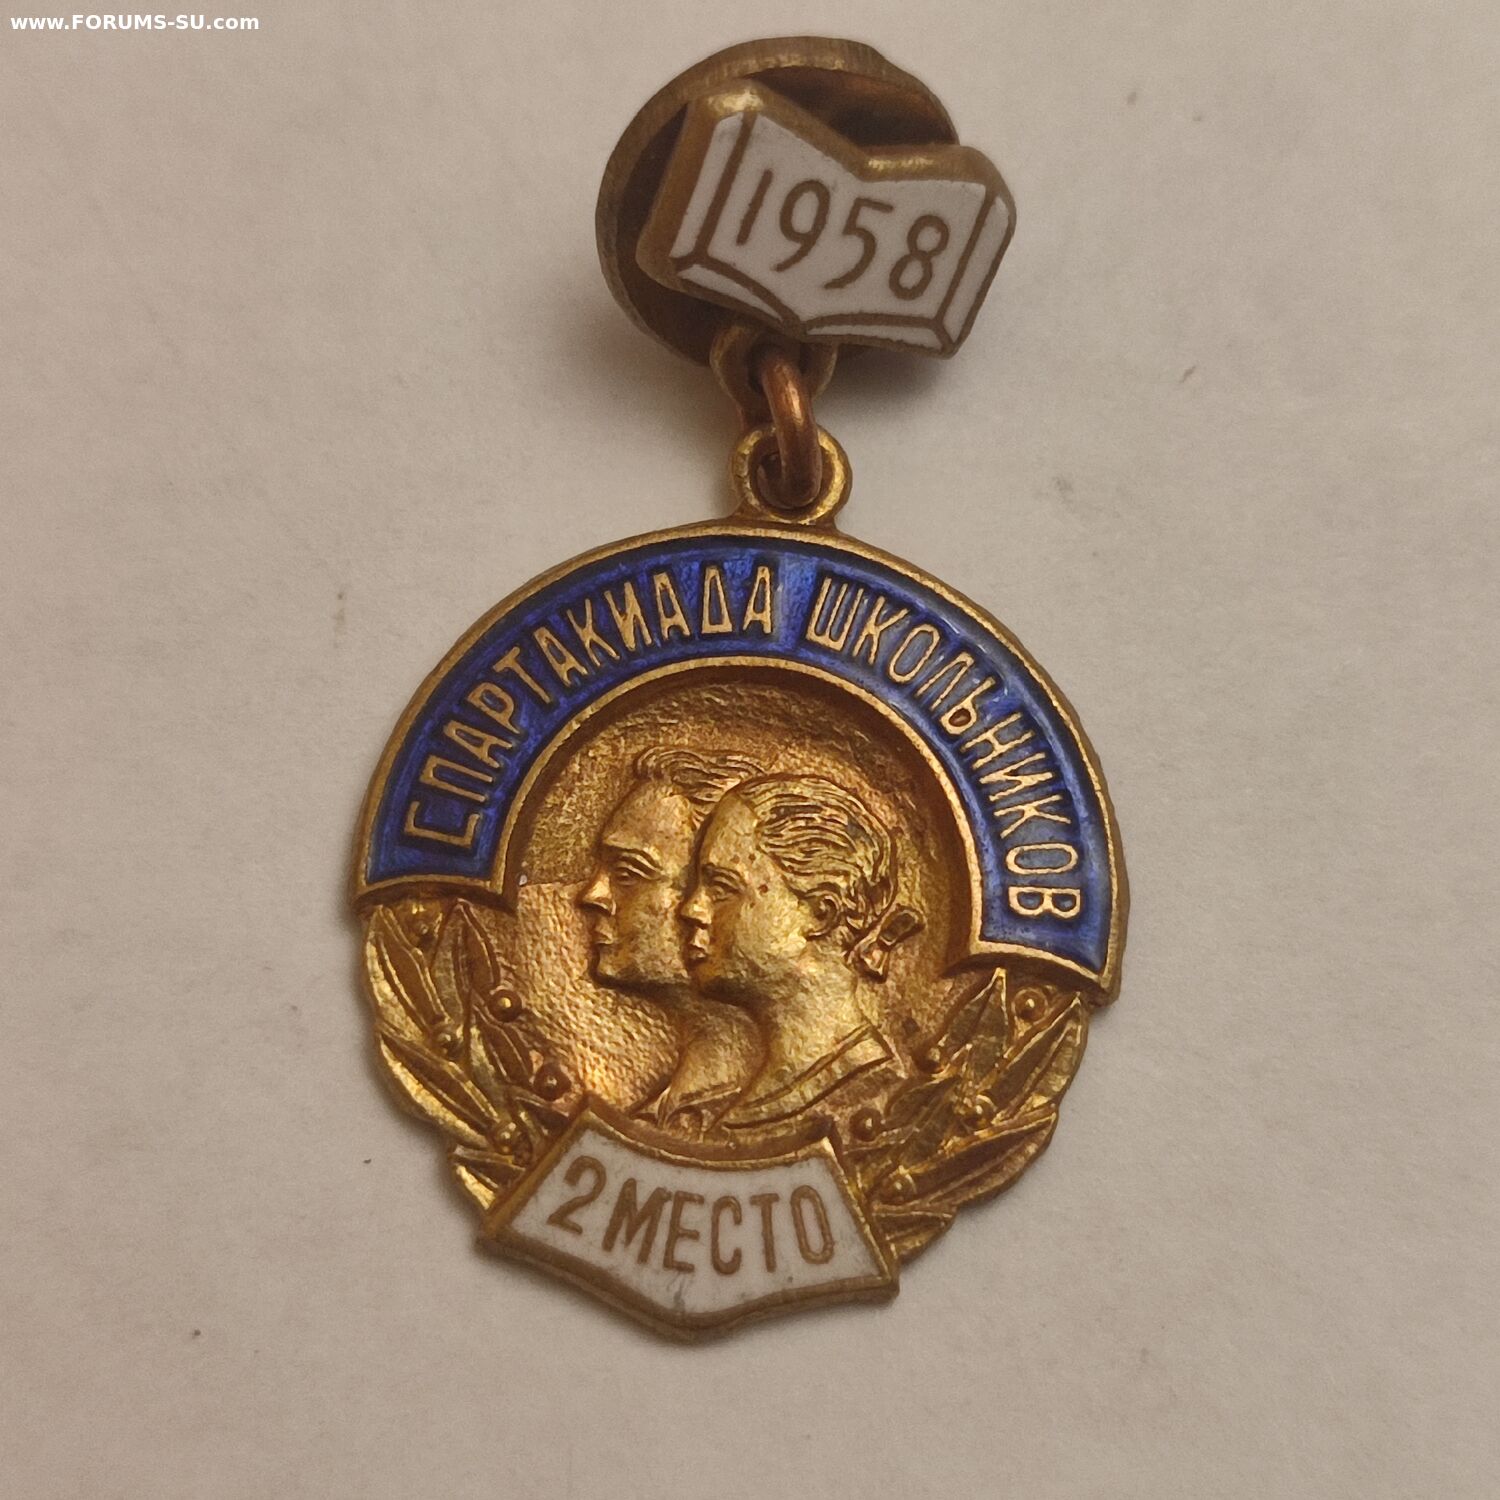 www.FORUMS-SU.com
1958
СПАРТАКИАДА ШКОЛЬНИКОВ
2 МЕСТО